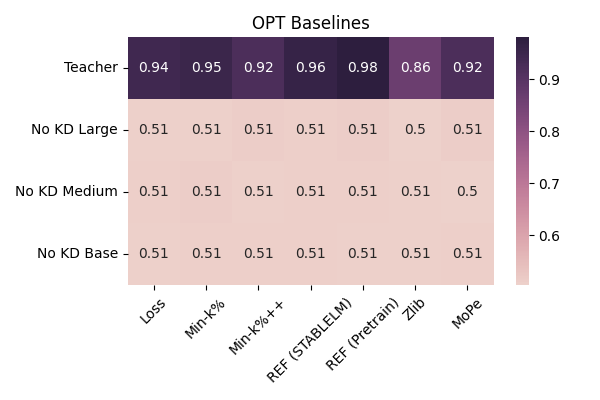 OPT Baselines
Teacher 0.94 0.95 0.92 0.96 0.98 0.86 0.92
No KD Large 0.51 0.51 0.51 0.51 0.51 0.5 0.51
No KD Medium 0.51 0.51 0.51 0.51 0.51 0.51 0.5
No KD Base 0.51 0.51 0.51 0.51 0.51 0.51 0.51
Loss Min-k% Min-k%++ REF (STABLELM) REF (Pretrain) Zlib MoPe
0.9
0.8
0.7
0.6